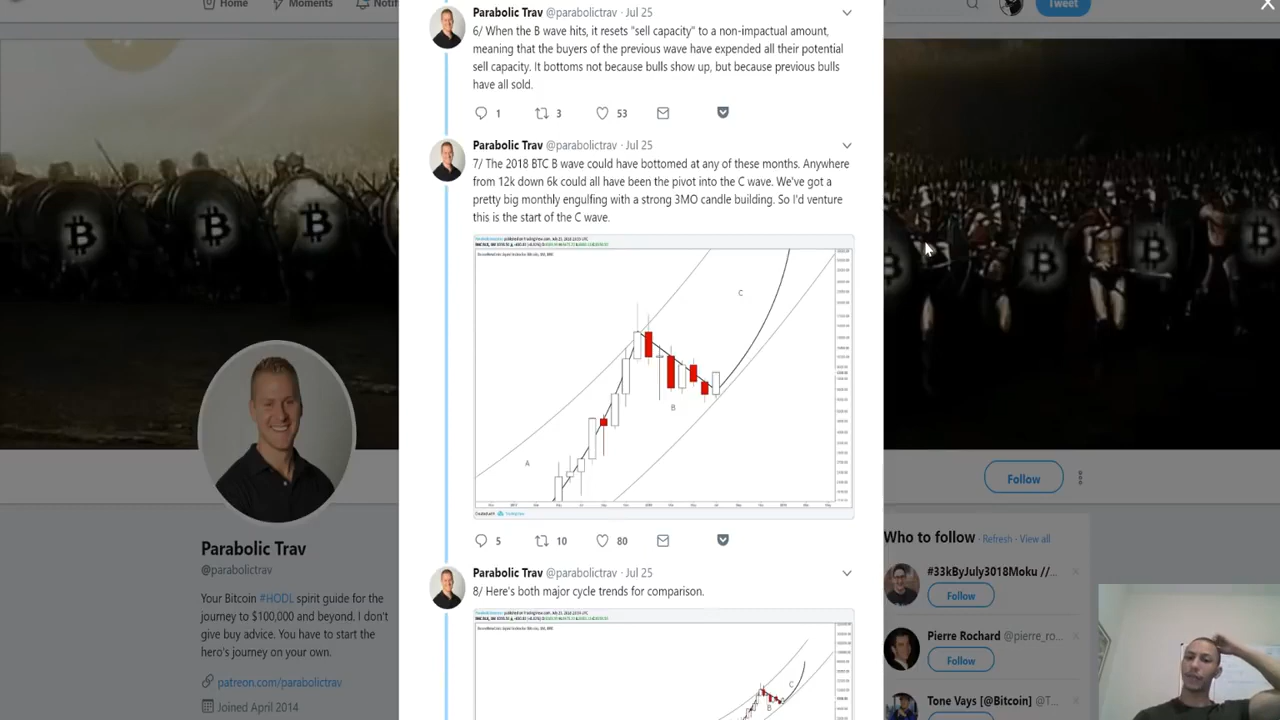 Home
Moments
Notif
Tweet
Parabolic Trav @parabolictrav · Jul 25
6/ When the B wave hits, it resets "sell capacity" to a non-impactual amount,
meaning that the buyers of the previous wave have expended all their potential
sell capacity. It bottoms not because bulls show up, but because previous bulls
have all sold.
1 3 53
Parabolic Trav @parabolictrav · Jul 25
7/ The 2018 BTC B wave could have bottomed at any of these months. Anywhere
from 12k down 6k could all have been the pivot into the C wave. We've got a
pretty big monthly engulfing with a strong 3MO candle building. So I'd venture
this is the start of the C wave.
C
B
A
5 10 80
Parabolic Trav @parabolictrav · Jul 25
8/ Here's both major cycle trends for comparison.
C
B
Parabolic Trav
@parabolictrav
Your Bitcoin #HODL spirit guide for the
journey to $100k and beyond. I don't
give buy advice. You have to start the
hero's journey on your own.
patreon.com/parabolictrav
Joined April 2014
Follow
Who to follow · Refresh · View all
#33kByJuly3018Moku //...
Follow
Pierre Rochard @pierre_ro...
Follow
Tone Vays [@Bitcoin] @T...
Follow